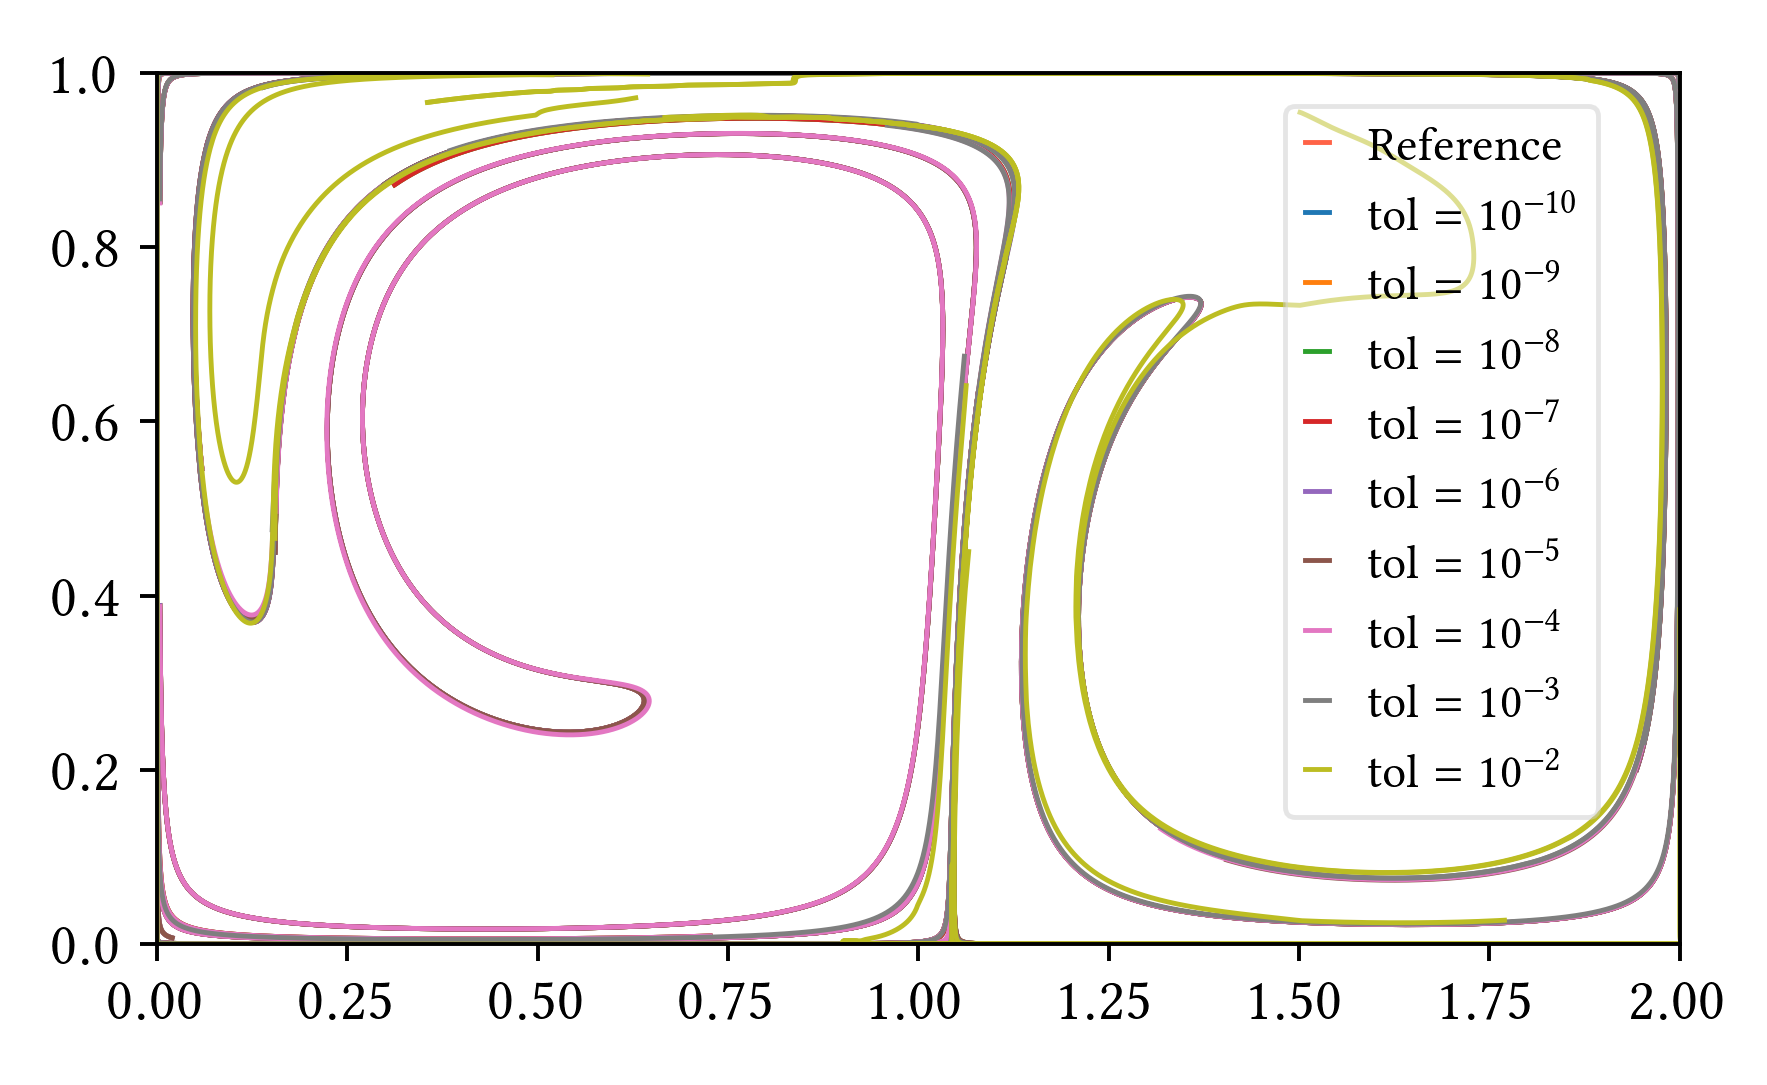 1.0
0.8
0.6
0.4
0.2
0.0
0.00 0.25 0.50 0.75 1.00 1.25 1.50 1.75 2.00
Reference
tol = 10⁻¹⁰
tol = 10⁻⁹
tol = 10⁻⁸
tol = 10⁻⁷
tol = 10⁻⁶
tol = 10⁻⁵
tol = 10⁻⁴
tol = 10⁻³
tol = 10⁻²